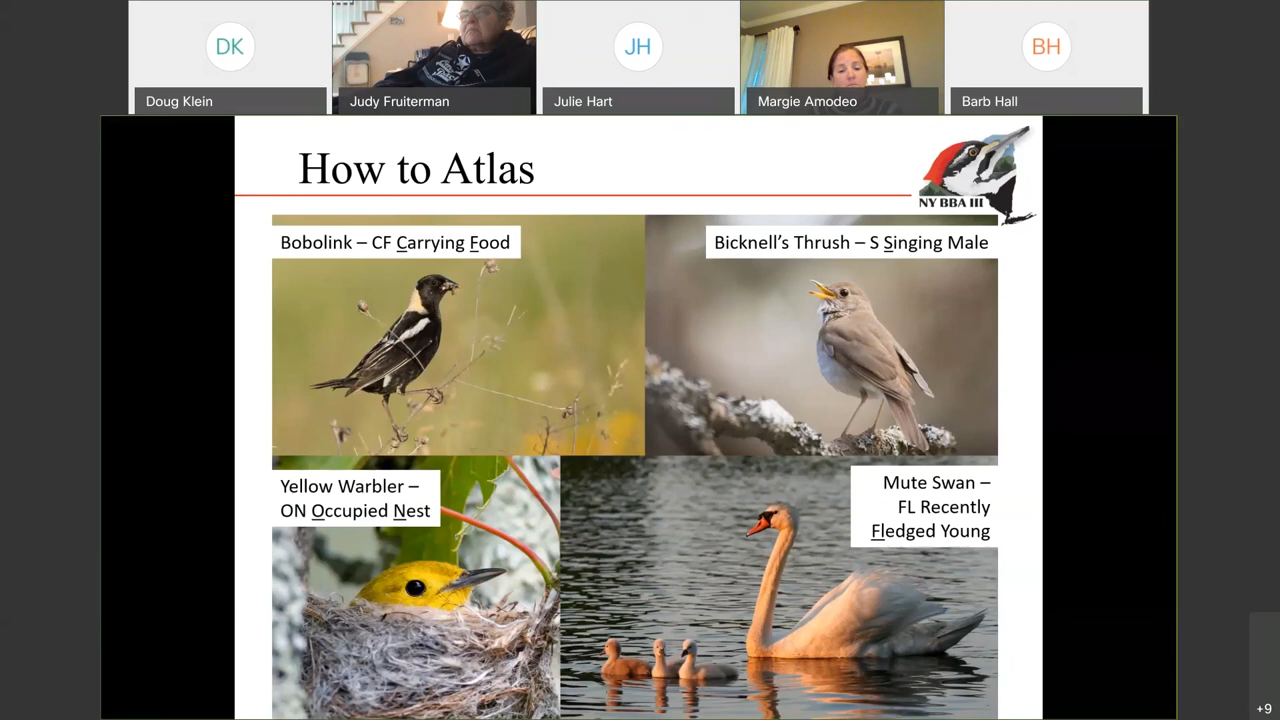 DK
JH
BH
Doug Klein
Judy Fruiterman
Julie Hart
Margie Amodeo
Barb Hall
How to Atlas
NY BBA III
Bobolink – CF Carrying Food
Bicknell's Thrush – S Singing Male
Yellow Warbler –
ON Occupied Nest
Mute Swan –
FL Recently
Fledged Young
+9